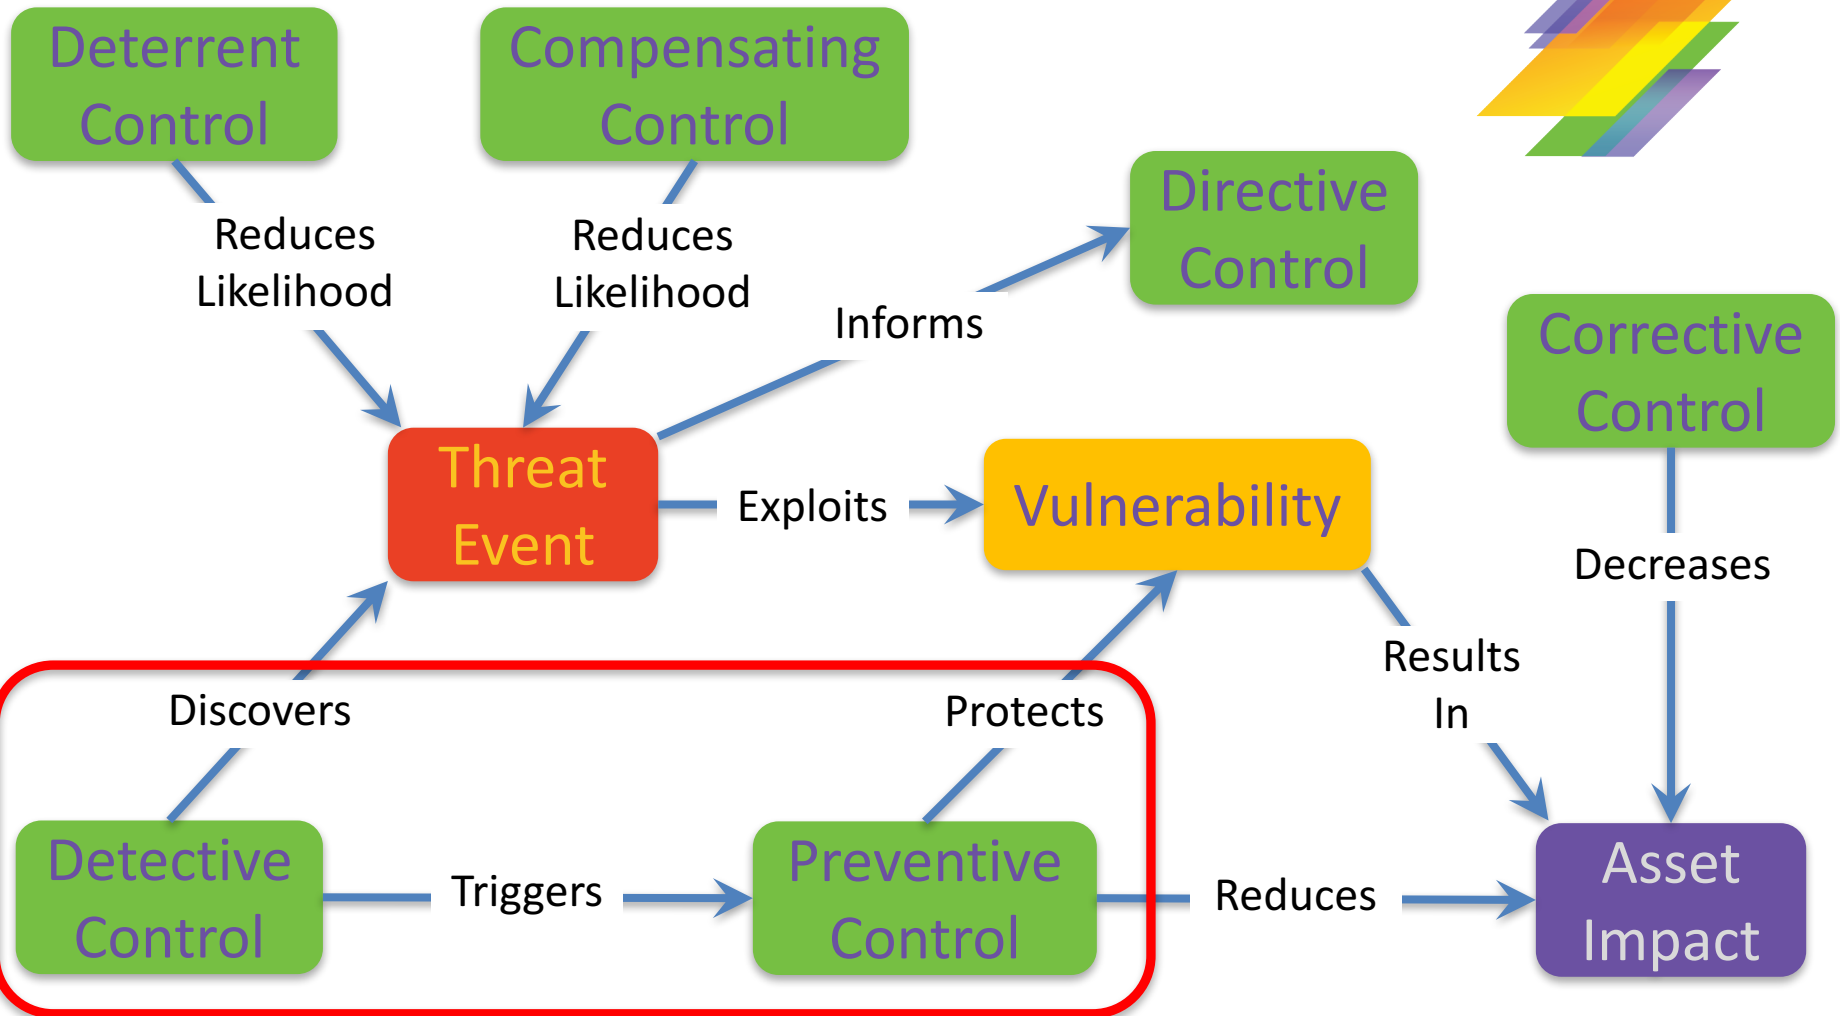 Deterrent
Control
Compensating
Control
Directive
Control
Reduces
Likelihood
Reduces
Likelihood
Informs
Corrective
Control
Threat
Event
Exploits
Vulnerability
Decreases
Results
In
Discovers
Protects
Detective
Control
Triggers
Preventive
Control
Reduces
Asset
Impact